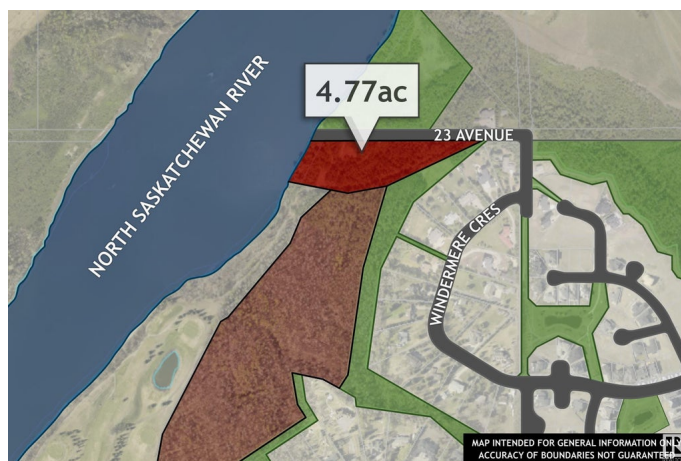 4.77ac
23 AVENUE
NORTH SASKATCHEWAN RIVER
WINDERMERE CRES
MAP INTENDED FOR GENERAL INFORMATION ONLY
ACCURACY OF BOUNDARIES NOT GUARANTEED